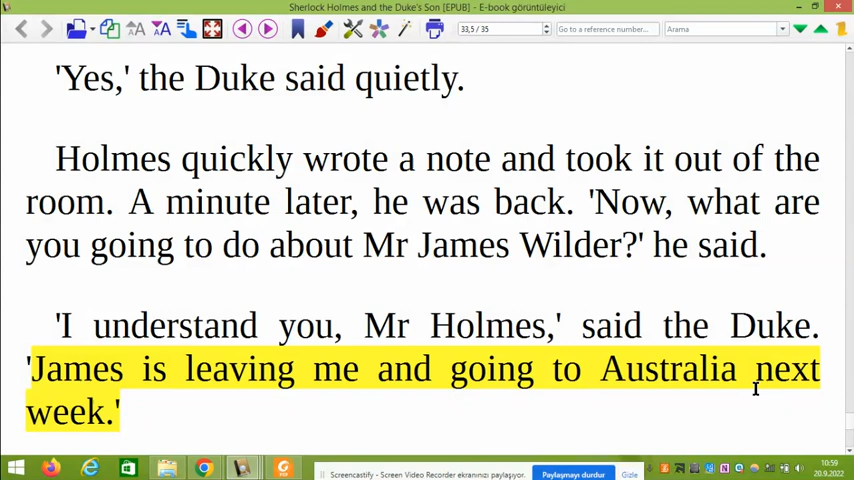 Sherlock Holmes and the Duke's Son [EPUB] - E-book görüntüleyici
33,5 / 35
Go to a reference number...
Arama
'Yes,' the Duke said quietly.
Holmes quickly wrote a note and took it out of the
room. A minute later, he was back. 'Now, what are
you going to do about Mr James Wilder?' he said.
'I understand you, Mr Holmes,' said the Duke.
'James is leaving me and going to Australia next
week.'
Screencastify - Screen Video Recorder ekranınızı paylaşıyor.
Paylaşmayı durdur
Gizle
10:59
20.9.2022